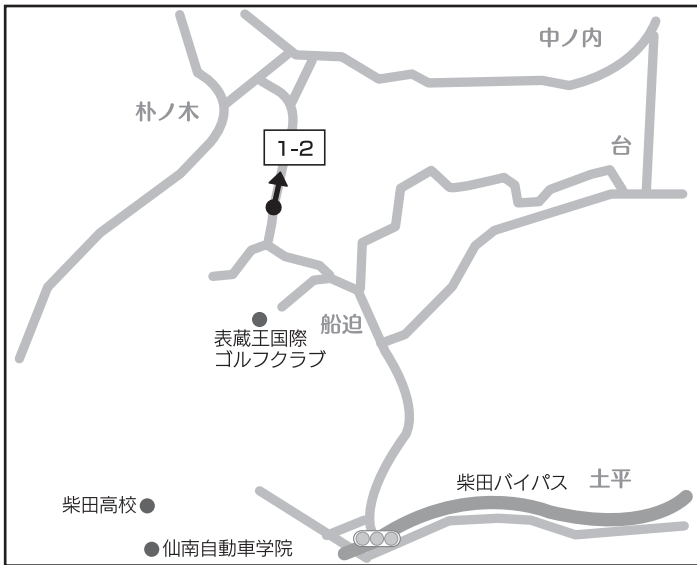 中ノ内
朴ノ木
台
1-2
船迫
表蔵王国際
ゴルフクラブ
柴田バイパス
土平
柴田高校
仙南自動車学院